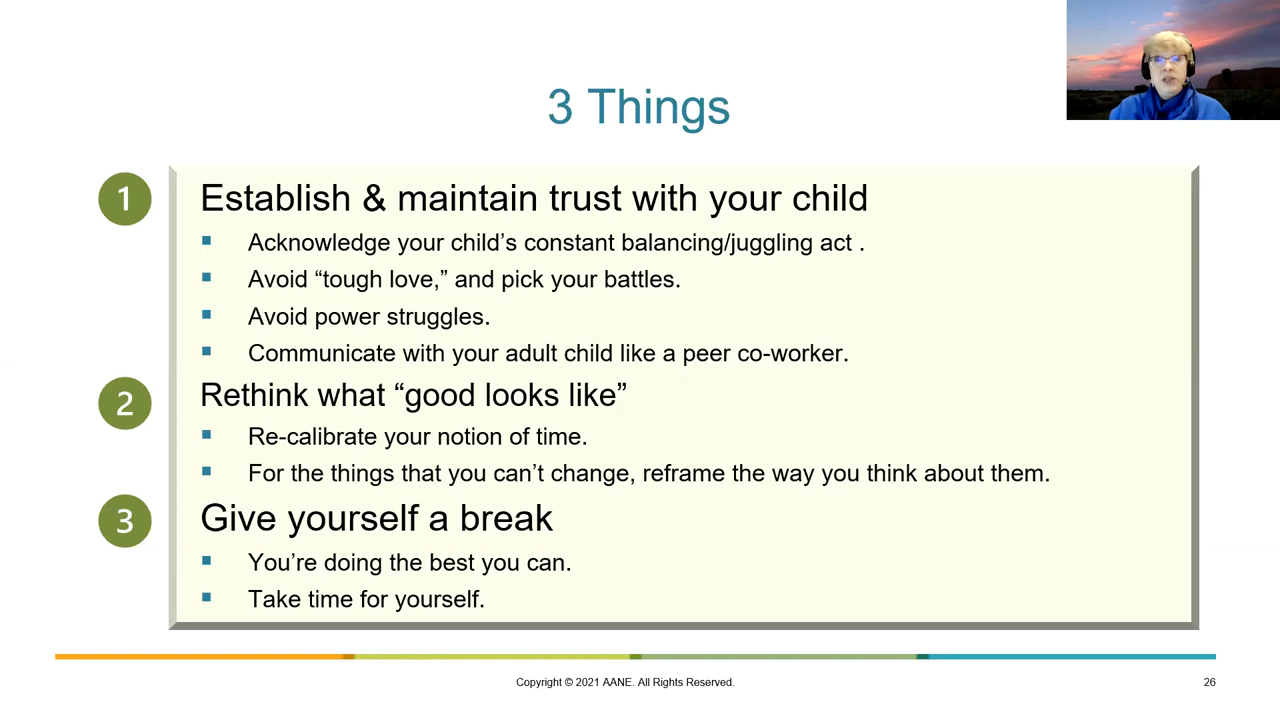 3 Things
1 Establish & maintain trust with your child
▪ Acknowledge your child’s constant balancing/juggling act .
▪ Avoid “tough love,” and pick your battles.
▪ Avoid power struggles.
▪ Communicate with your adult child like a peer co-worker.
2 Rethink what “good looks like”
▪ Re-calibrate your notion of time.
▪ For the things that you can’t change, reframe the way you think about them.
3 Give yourself a break
▪ You’re doing the best you can.
▪ Take time for yourself.
Copyright © 2021 AANE. All Rights Reserved.
26